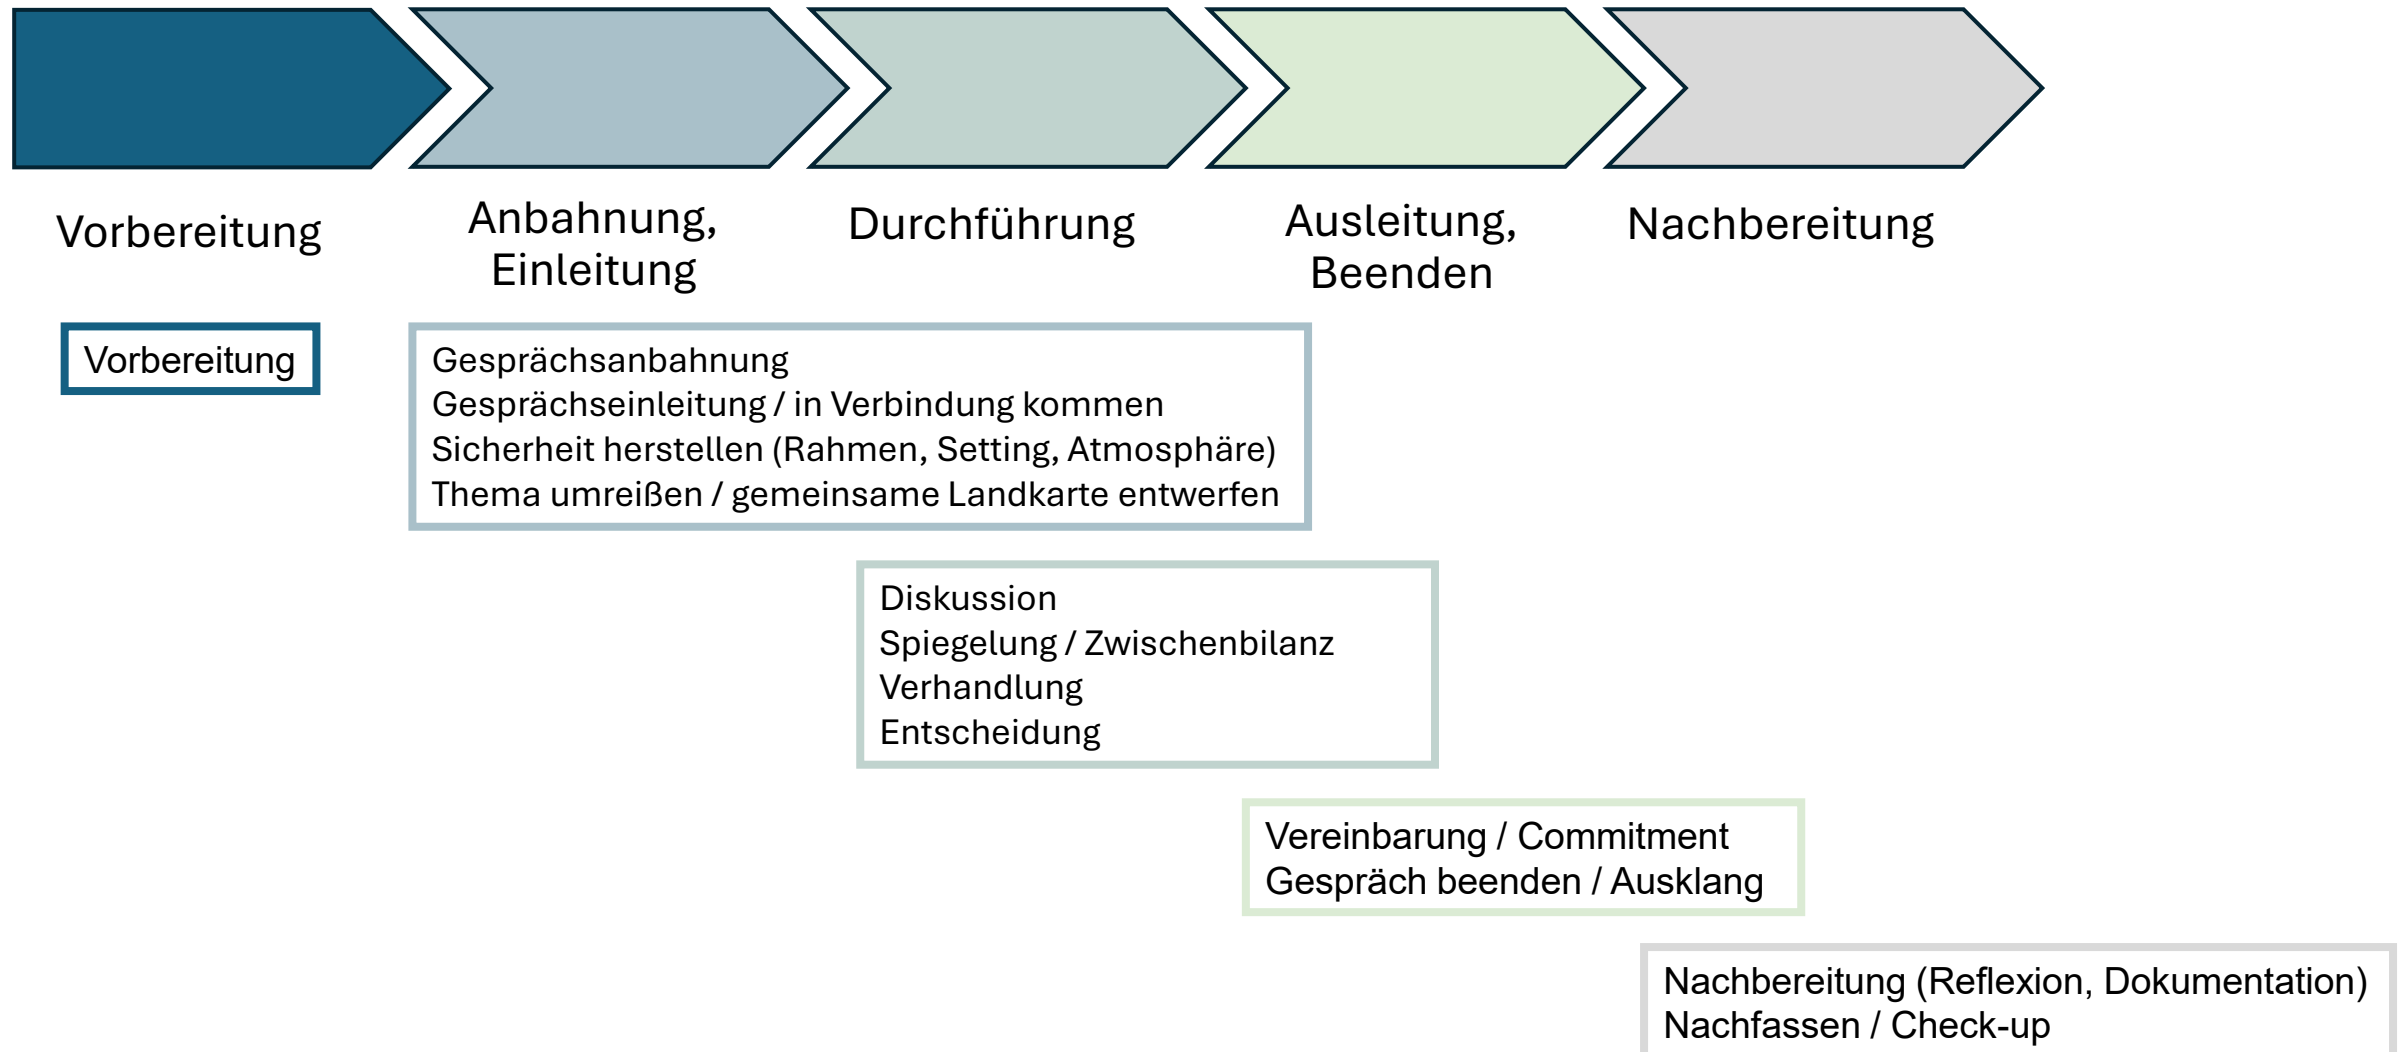 Vorbereitung
Anbahnung,
Einleitung
Durchführung
Ausleitung,
Beenden
Nachbereitung
Vorbereitung
Gesprächsanbahnung
Gesprächseinleitung / in Verbindung kommen
Sicherheit herstellen (Rahmen, Setting, Atmosphäre)
Thema umreißen / gemeinsame Landkarte entwerfen
Diskussion
Spiegelung / Zwischenbilanz
Verhandlung
Entscheidung
Vereinbarung / Commitment
Gespräch beenden / Ausklang
Nachbereitung (Reflexion, Dokumentation)
Nachfassen / Check-up